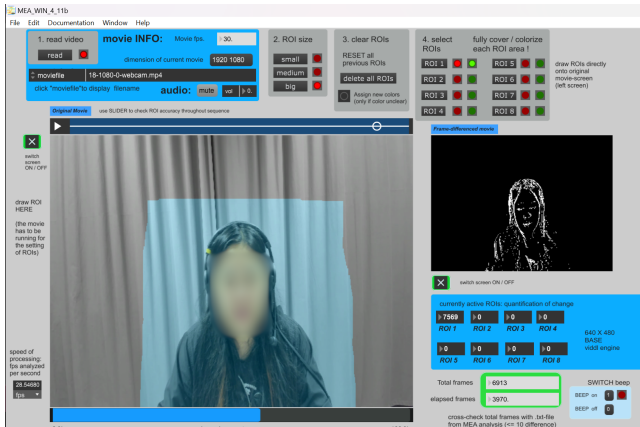 MEA_WIN_4_11b
File Edit Documentation Window Help
1. read video
read
movie INFO:
Movie fps.
30.
dimension of current movie
1920 1080
moviefile
18-1080-0-webcam.mp4
click "moviefile"to display filename
audio:
mute
vol
0.
2. ROI size
small
medium
big
3. clear ROIs
RESET all
previous ROIs
delete all ROIs
Assign new colors
(only if color unclear)
4. select
ROIs
fully cover / colorize
each ROI area !
ROI 1
ROI 2
ROI 3
ROI 4
ROI 5
ROI 6
ROI 7
ROI 8
draw ROIs directly
onto original
movie-screen
(left screen)
Original Movie
use SLIDER to check ROI accuracy throughout sequence
switch
screen
ON / OFF
draw ROI
HERE
(the movie
has to be
running for
the setting
of ROIs)
speed of
processing:
fps analyzed
per second
28.54680
fps
Frame-differenced movie
switch screen ON / OFF
currently active ROIs: quantification of change
7569
0
0
0
ROI 1
ROI 2
ROI 3
ROI 4
0
0
0
0
ROI 5
ROI 6
ROI 7
ROI 8
640 X 480
BASE
viddl engine
Total frames
6913
elapsed frames
3970.
SWITCH beep
BEEP on
1
BEEP off
0
cross-check total frames with .txt-file
from MEA analysis (<= 10 difference)